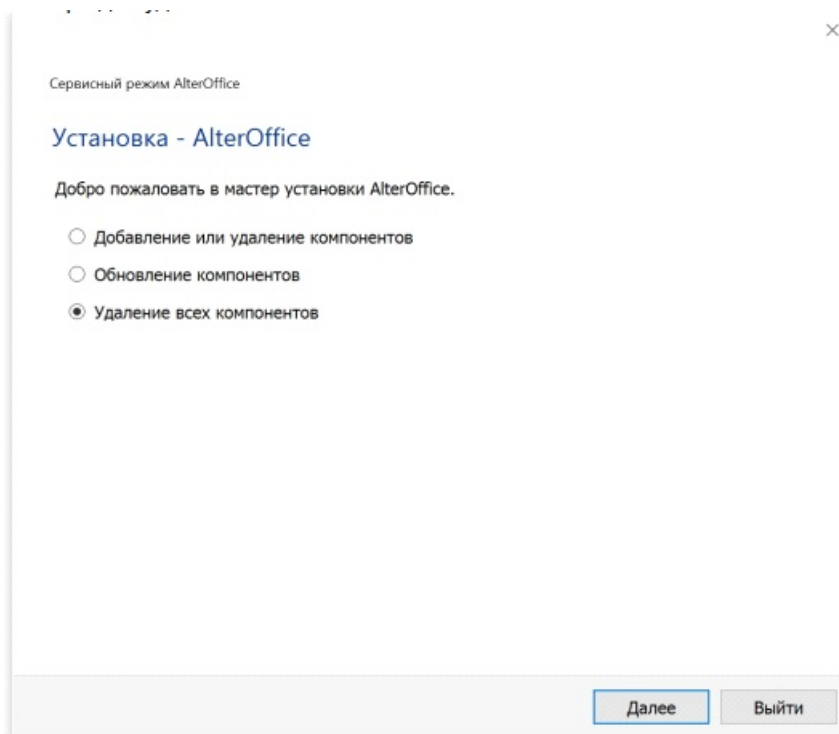 Сервисный режим AlterOffice
Установка - AlterOffice
Добро пожаловать в мастер установки AlterOffice.
Добавление или удаление компонентов
Обновление компонентов
Удаление всех компонентов
Далее
Выйти